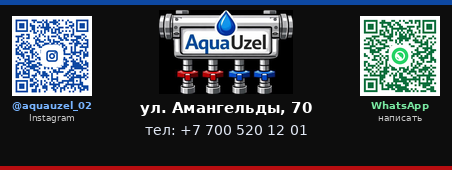 AquaUzel
ул. Амангельды, 70
тел: +7 700 520 12 01
@aquauzel_02
Instagram
WhatsApp
написать